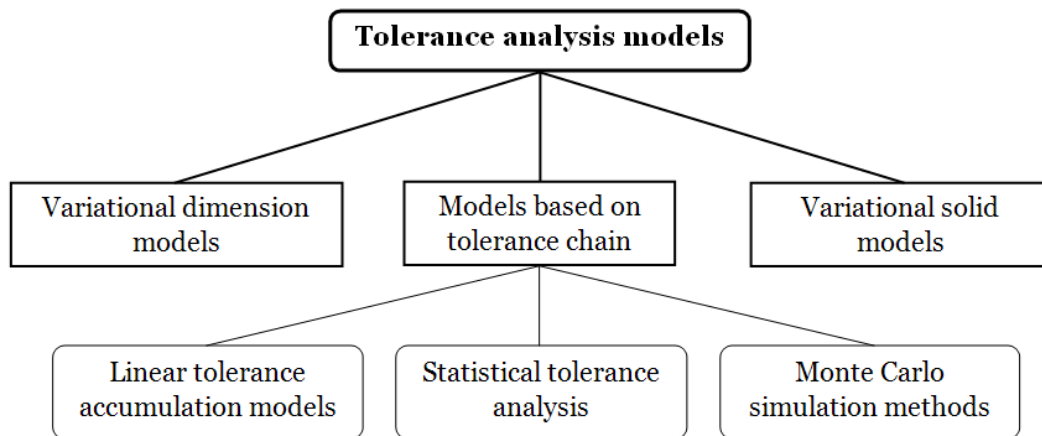 Tolerance analysis models
Variational dimension
models
Models based on
tolerance chain
Variational solid
models
Linear tolerance
accumulation models
Statistical tolerance
analysis
Monte Carlo
simulation methods